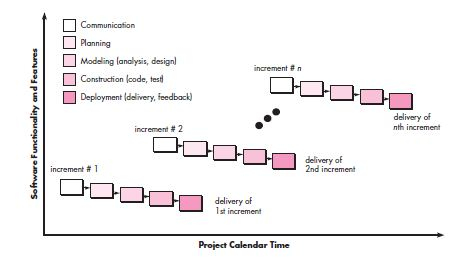 Communication
Planning
Modeling (analysis, design)
Construction (code, test)
Deployment (delivery, feedback)
increment # n
delivery of
nth increment
increment # 2
delivery of
2nd increment
increment # 1
delivery of
1st increment
Software Functionality and Features
Project Calendar Time